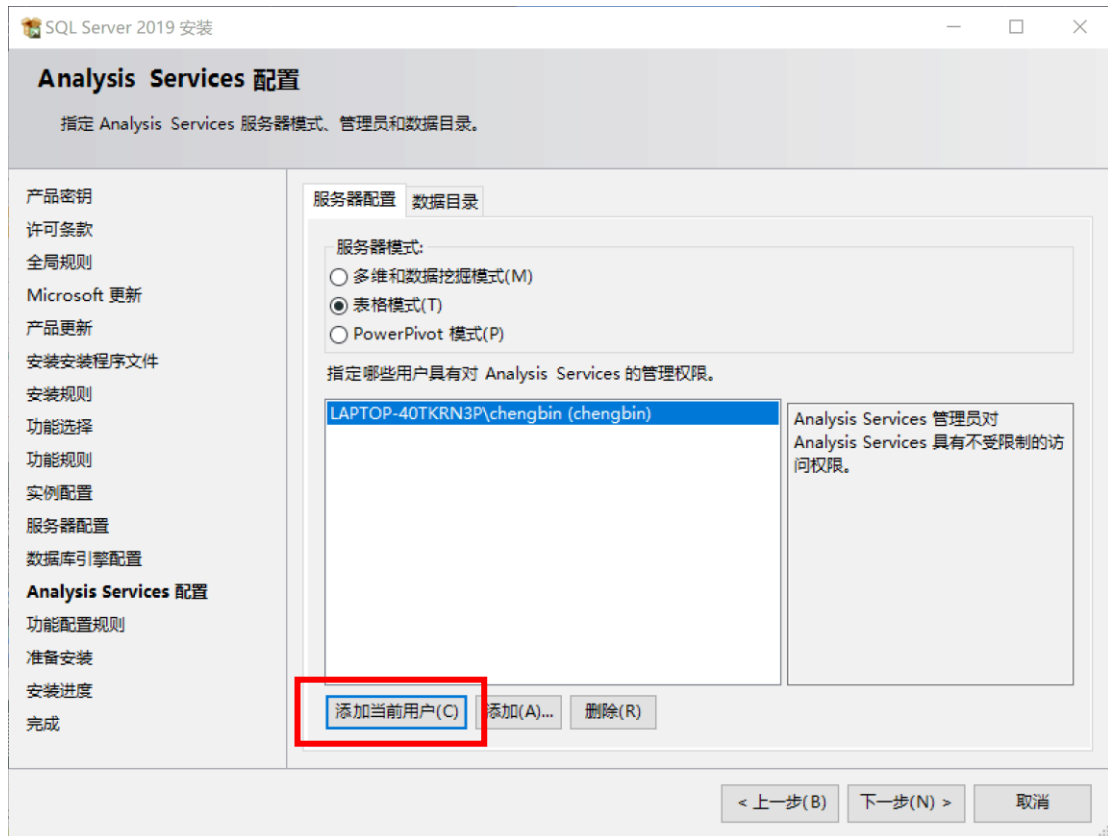 SQL Server 2019 安装
Analysis Services 配置
指定 Analysis Services 服务器模式、管理员和数据目录。
产品密钥
许可条款
全局规则
Microsoft 更新
产品更新
安装安装程序文件
安装规则
功能选择
功能规则
实例配置
服务器配置
数据库引擎配置
Analysis Services 配置
功能配置规则
准备安装
安装进度
完成
服务器配置 数据目录
服务器模式:
多维和数据挖掘模式(M)
表格模式(T)
PowerPivot 模式(P)
指定哪些用户具有对 Analysis Services 的管理权限。
LAPTOP-40TKRN3P\chengbin (chengbin)
Analysis Services 管理员对
Analysis Services 具有不受限制的访
问权限。
添加当前用户(C) 添加(A)... 删除(R)
< 上一步(B) 下一步(N) > 取消